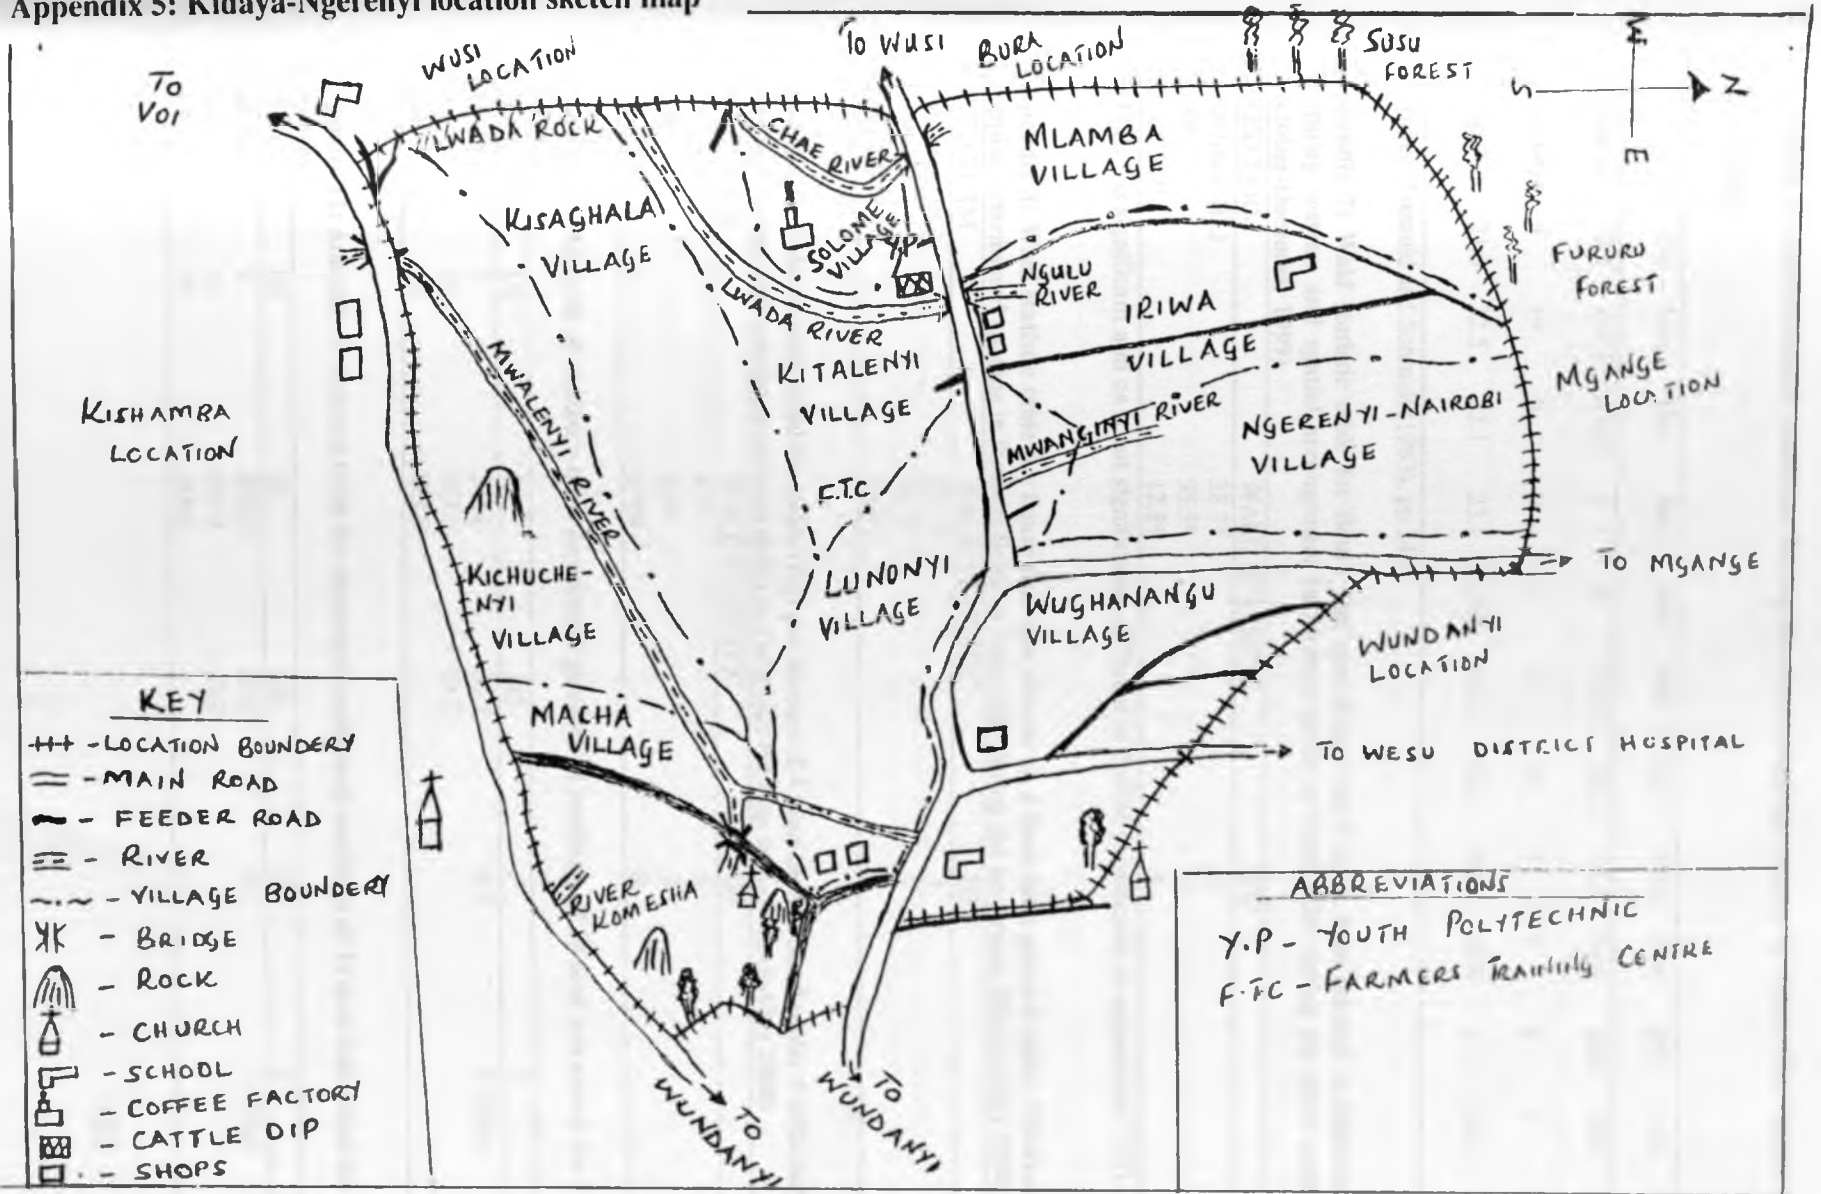 Appendix 5: Kidaya-Ngerenyi location sketch map
TO
VOI
WUSI
LOCATION
TO WUSI
BURA
LOCATION
SUSU
FOREST
W
S
N
E
LWADA ROCK
CHAE
RIVER
MLAMBA
VILLAGE
KISAGHALA
VILLAGE
SOLOME
VILLAGE
Y.P
LWADA RIVER
NGULU
RIVER
IRIWA
VILLAGE
FURURU
FOREST
KITALENYI
VILLAGE
MGANGE
LOCATION
KISHAMBA
LOCATION
MWALENYI RIVER
MWANGINYI RIVER
NGERENYI-NAIROBI
VILLAGE
F.T.C
KICHUCHE-
NYI
VILLAGE
LUNONYI
VILLAGE
WUGHANANGU
VILLAGE
TO MGANGE
WUNDANYI
LOCATION
MACHA
VILLAGE
TO WESU DISTRICT HOSPITAL
RIVER
KOMESHA
TO
WUNDANYI
TO
WUNDANYI
KEY
- LOCATION BOUNDERY
- MAIN ROAD
- FEEDER ROAD
- RIVER
- VILLAGE BOUNDERY
- BRIDGE
- ROCK
- CHURCH
- SCHOOL
- COFFEE FACTORY
- CATTLE DIP
- SHOPS
ABBREVIATIONS
Y.P - YOUTH POLYTECHNIC
F.TC - FARMERS TRAINING CENTRE